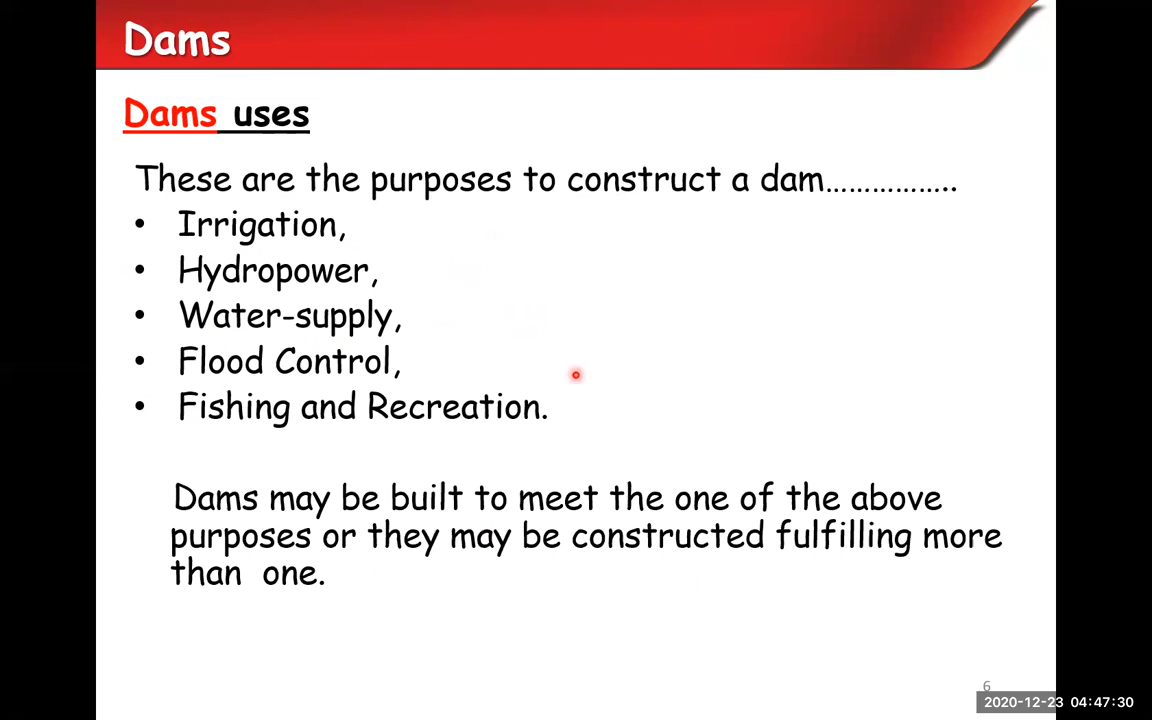 Dams
Dams uses
These are the purposes to construct a dam……………..
• Irrigation,
• Hydropower,
• Water-supply,
• Flood Control,
• Fishing and Recreation.
Dams may be built to meet the one of the above
purposes or they may be constructed fulfilling more
than one.
6
2020-12-23 04:47:30